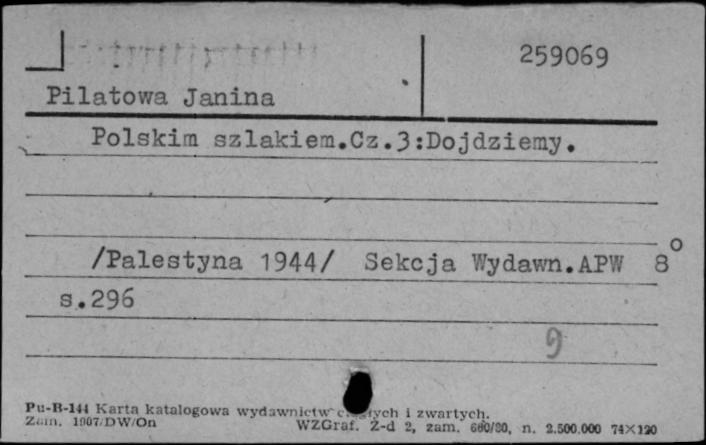 259069
Pilatowa Janina
Polskim szlakiem.Cz.3:Dojdziemy.
/Palestyna 1944/ Sekcja Wydawn.APW 8°
s.296
9
Pu-B-144 Karta katalogowa wydawnictw i zwartych.
Zam. 1907/DW/On WZGraf. Z-d 2, zam. 680/80, n. 2.500.000 74×120